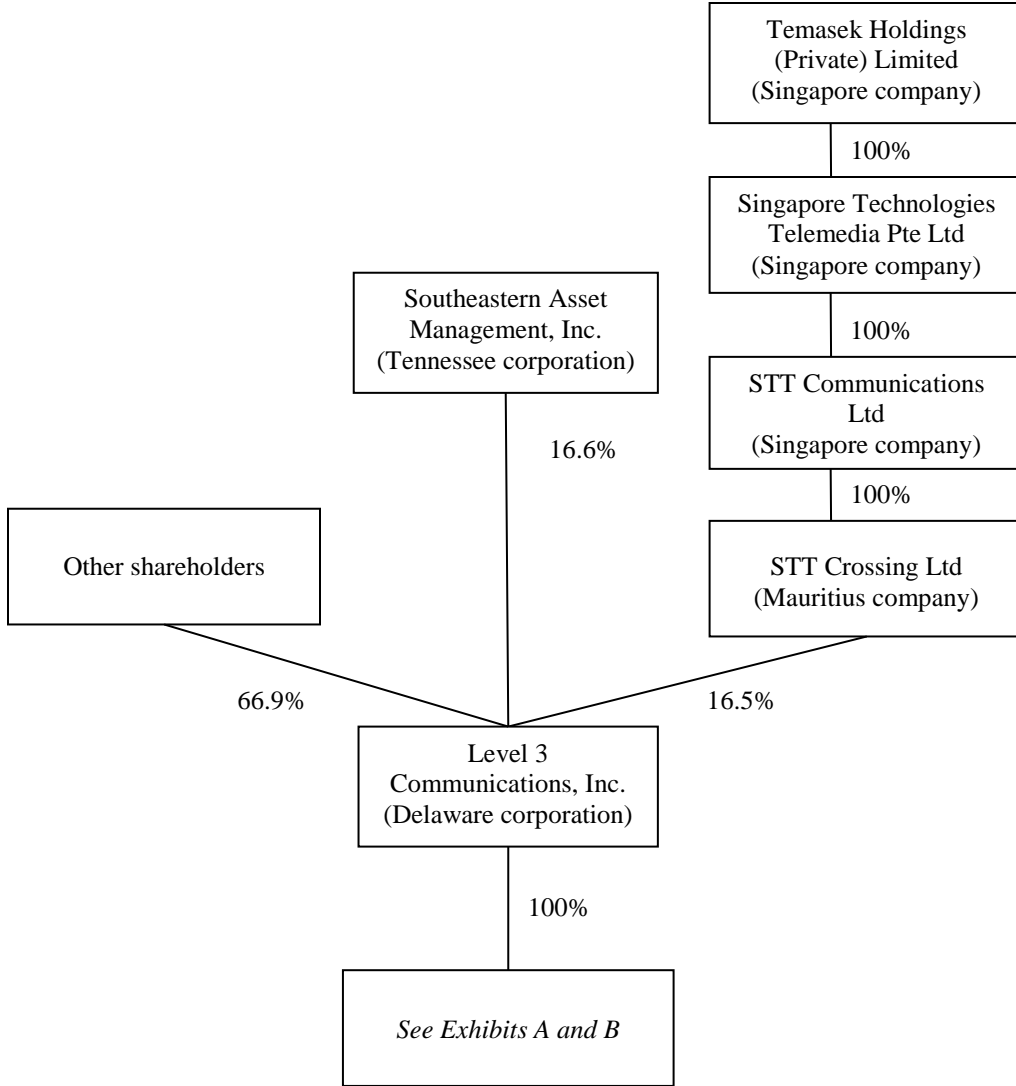 Temasek Holdings
(Private) Limited
(Singapore company)
100%
Singapore Technologies
Telemedia Pte Ltd
(Singapore company)
Southeastern Asset
Management, Inc.
(Tennessee corporation)
100%
STT Communications
Ltd
(Singapore company)
16.6%
100%
Other shareholders
STT Crossing Ltd
(Mauritius company)
66.9%
16.5%
Level 3
Communications, Inc.
(Delaware corporation)
100%
See Exhibits A and B